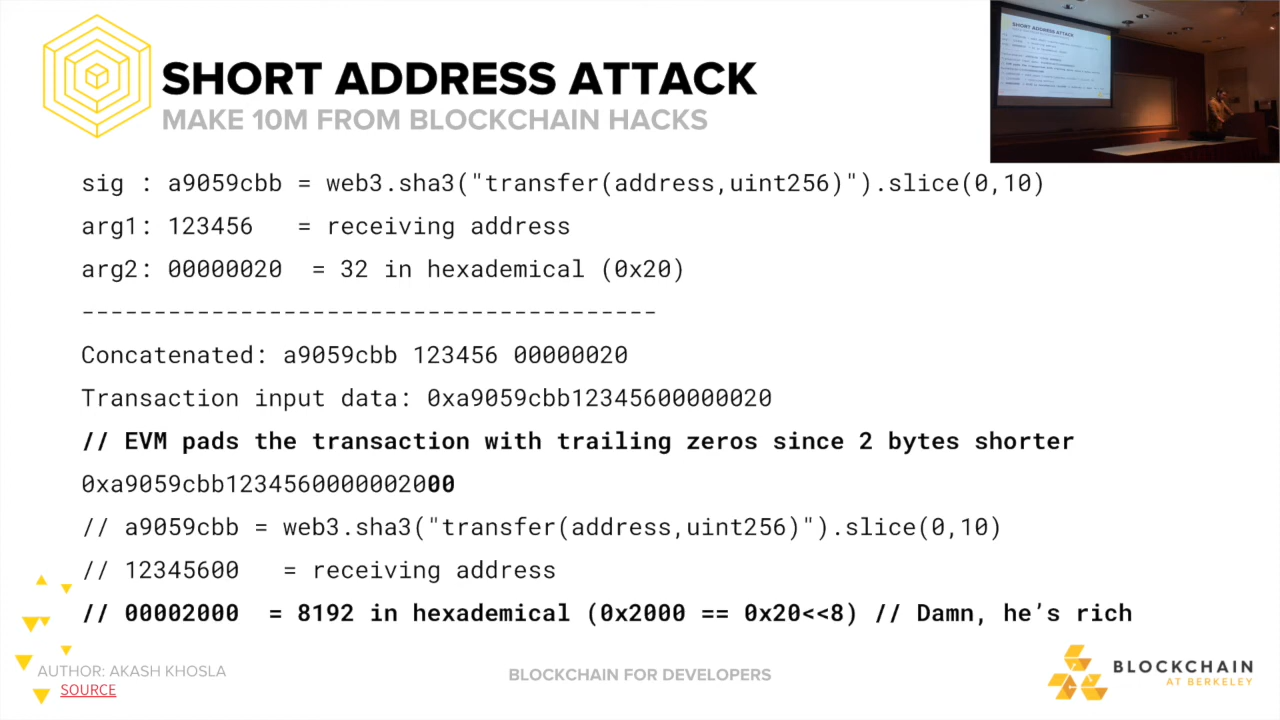 SHORT ADDRESS ATTACK
MAKE 10M FROM BLOCKCHAIN HACKS
sig : a9059cbb = web3.sha3("transfer(address,uint256)").slice(0,10)
arg1: 123456 = receiving address
arg2: 00000020 = 32 in hexademical (0x20)
----------------------------------------
Concatenated: a9059cbb 123456 00000020
Transaction input data: 0xa9059cbb12345600000020
// EVM pads the transaction with trailing zeros since 2 bytes shorter
0xa9059cbb1234560000002000
// a9059cbb = web3.sha3("transfer(address,uint256)").slice(0,10)
// 12345600 = receiving address
// 00002000 = 8192 in hexademical (0x2000 == 0x20<<8) // Damn, he's rich
AUTHOR: AKASH KHOSLA
SOURCE
BLOCKCHAIN FOR DEVELOPERS
BLOCKCHAIN
AT BERKELEY
SHORT ADDRESS ATTACK